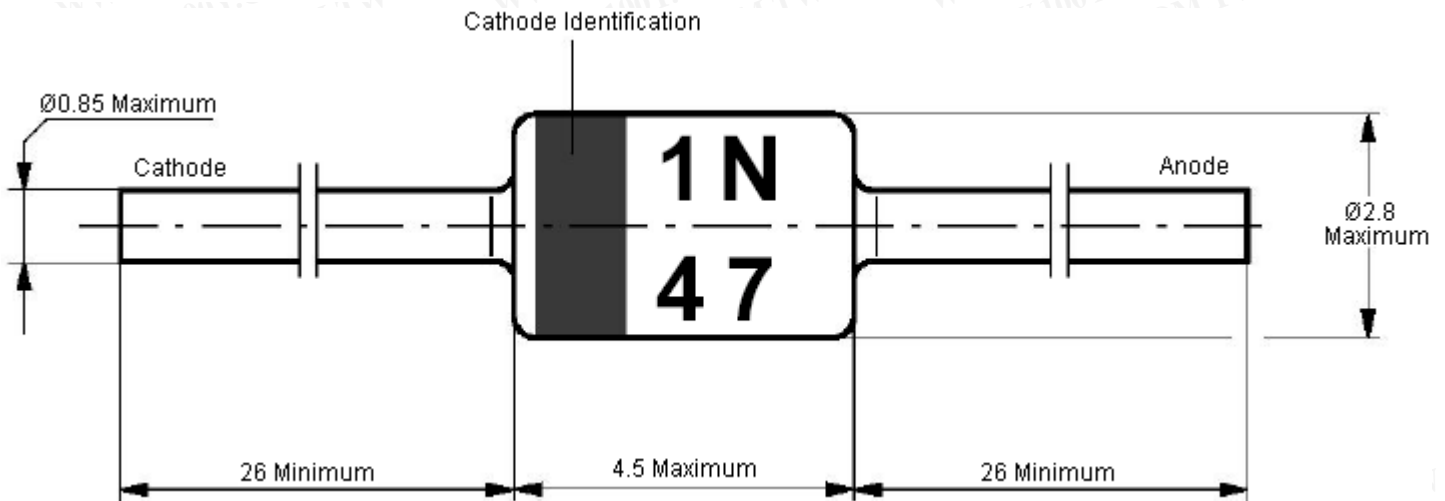 Cathode Identification
Ø0.85 Maximum
Cathode
1N
47
Anode
Ø2.8
Maximum
26 Minimum
4.5 Maximum
26 Minimum